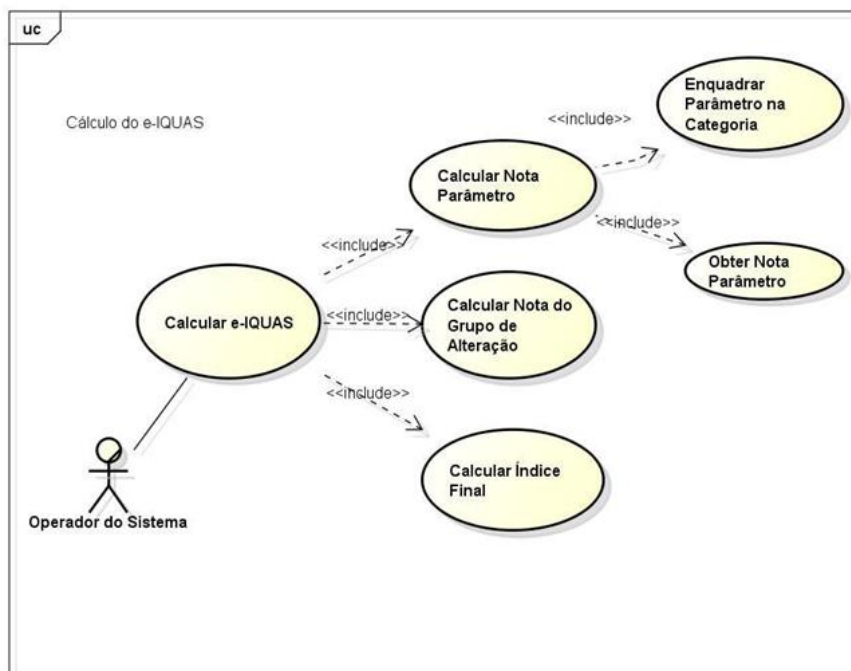 uc
Cálculo do e-IQUAS
Enquadrar
Parâmetro na
Categoria
<<include>>
Calcular Nota
Parâmetro
<<include>>
<<include>>
Obter Nota
Parâmetro
Calcular e-IQUAS
<<include>>
Calcular Nota do
Grupo de
Alteração
<<include>>
Calcular Índice
Final
Operador do Sistema